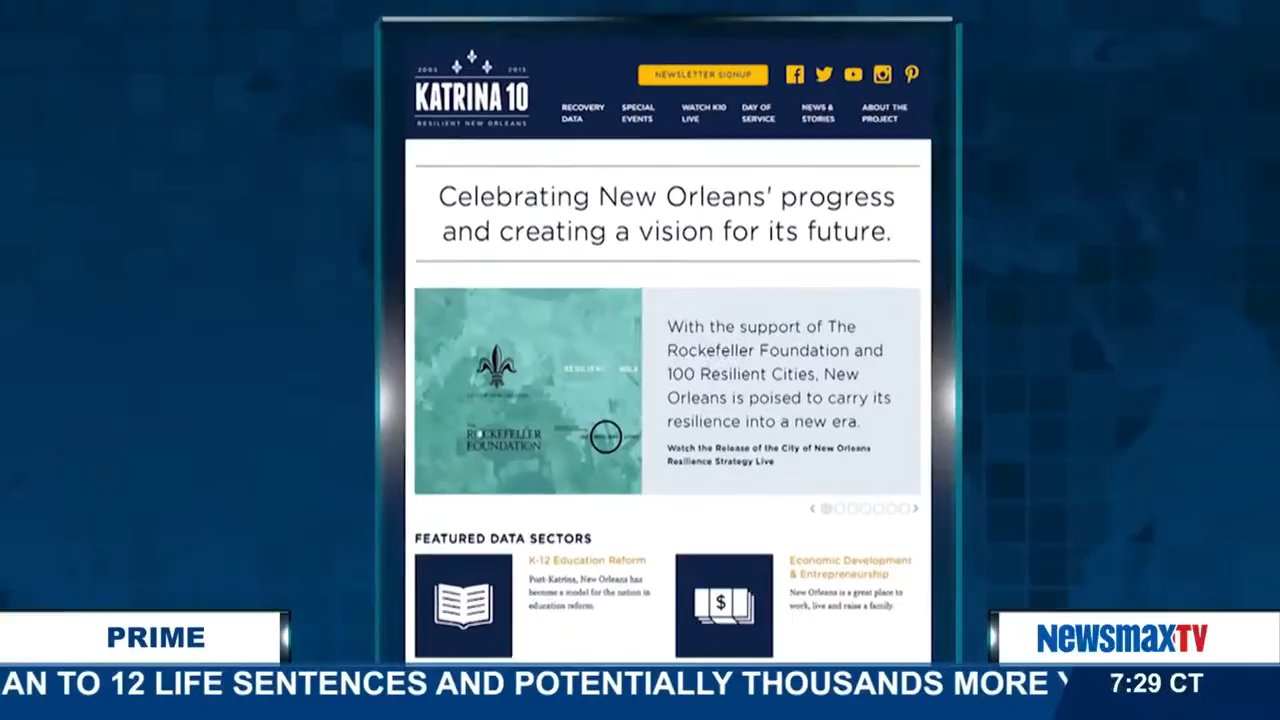 2005 2015
KATRINA 10
RESILIENT NEW ORLEANS
NEWSLETTER SIGNUP
RECOVERY DATA
SPECIAL EVENTS
WATCH K10 LIVE
DAY OF SERVICE
NEWS & STORIES
ABOUT THE PROJECT
Celebrating New Orleans' progress
and creating a vision for its future.
RESILIENT NOLA
THE
ROCKEFELLER
FOUNDATION
With the support of The
Rockefeller Foundation and
100 Resilient Cities, New
Orleans is poised to carry its
resilience into a new era.
Watch the Release of the City of New Orleans
Resilience Strategy Live
FEATURED DATA SECTORS
K-12 Education Reform
Post-Katrina, New Orleans has
become a model for the nation in
education reform.
$
Economic Development
& Entrepreneurship
New Orleans is a great place to
work, live and raise a family.
PRIME
NEWSMAXTV
AN TO 12 LIFE SENTENCES AND POTENTIALLY THOUSANDS MORE
7:29 CT